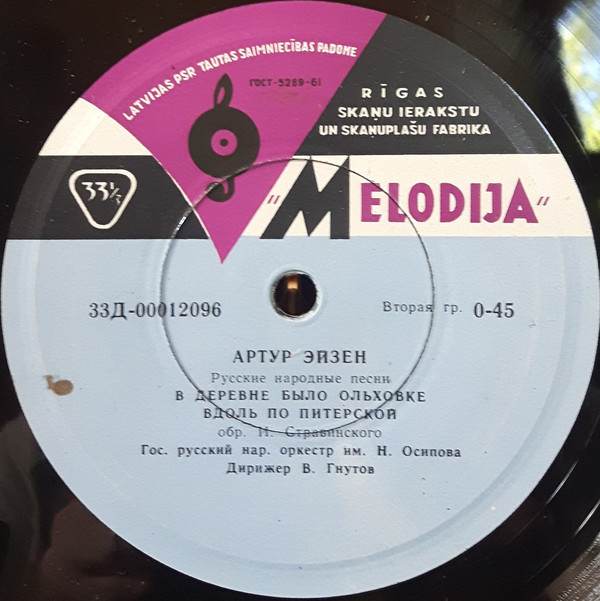 LATVIJAS PSR TAUTAS SAIMNIECĪBAS PADOME
ГОСТ-5289-61
RĪGAS
SKAŅU IERAKSTU
UN SKAŅUPLAŠU FABRIKA
33⅓
"MELODIJA"
33Д-00012096
Вторая гр. 0-45
АРТУР ЭЙЗЕН
Русские народные песни
В ДЕРЕВНЕ БЫЛО ОЛЬХОВКЕ
ВДОЛЬ ПО ПИТЕРСКОЙ
обр. И. Стравинского
Гос. русский нар. оркестр им. Н. Осипова
Дирижер В. Гнутов